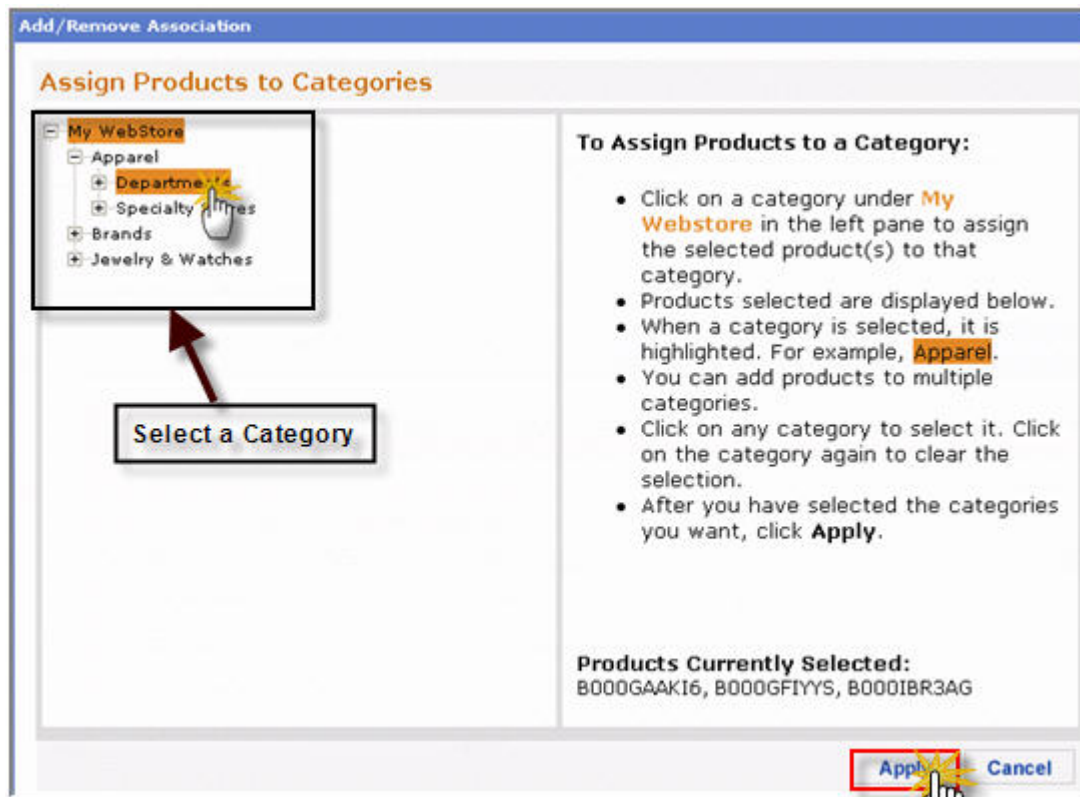 Add/Remove Association
Assign Products to Categories
My WebStore
Apparel
Departments
Specialty
Brands
Jewelry & Watches
Select a Category
To Assign Products to a Category:
• Click on a category under My
Webstore in the left pane to assign
the selected product(s) to that
category.
• Products selected are displayed below.
• When a category is selected, it is
highlighted. For example, Apparel.
• You can add products to multiple
categories.
• Click on any category to select it. Click
on the category again to clear the
selection.
• After you have selected the categories
you want, click Apply.
Products Currently Selected:
B000GAAKI6, B000GFIYYS, B000IBR3AG
Apply
Cancel